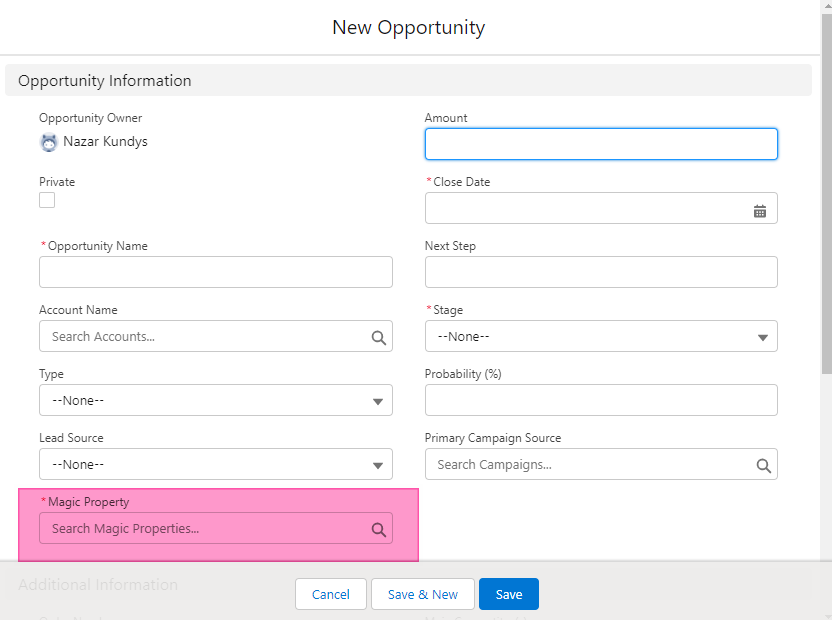 New Opportunity
Opportunity Information
Opportunity Owner
Nazar Kundys
Amount
Private
*Close Date
*Opportunity Name
Next Step
Account Name
Search Accounts...
*Stage
--None--
Type
--None--
Probability (%)
Lead Source
--None--
Primary Campaign Source
Search Campaigns...
*Magic Property
Search Magic Properties...
Additional Information
Cancel
Save & New
Save